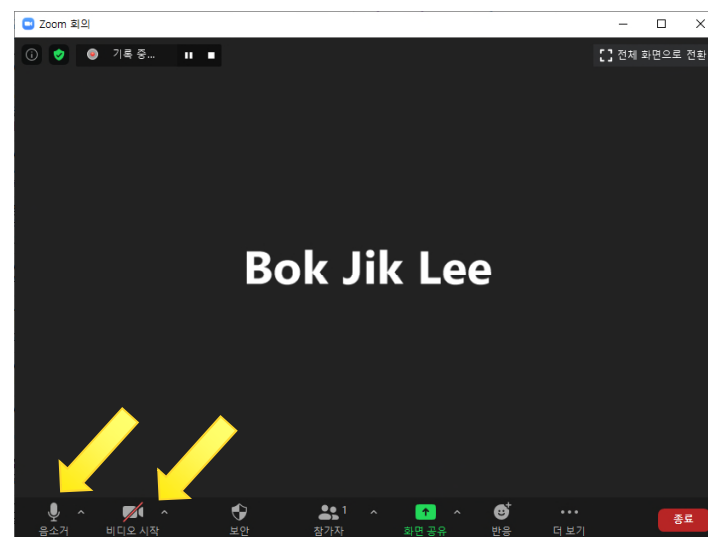 Zoom 회의
기록 중...
전체 화면으로 전환
Bok Jik Lee
1
음소거 비디오 시작 보안 참가자 화면 공유 반응 더 보기 종료